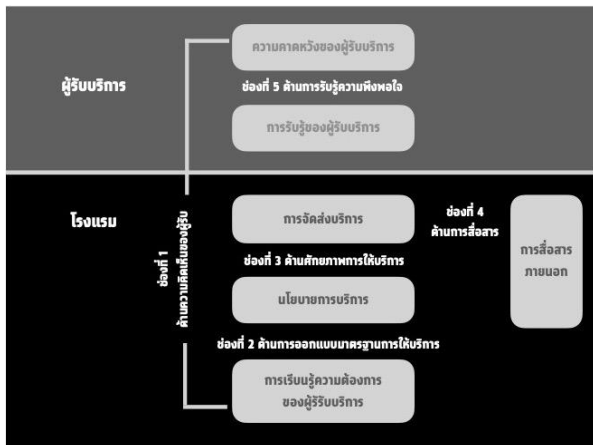 ความคาดหวังของผู้รับบริการ
ผู้รับบริการ
ช่องที่ 5 ด้านการรับรู้ความพึงพอใจ
การรับรู้ของผู้รับบริการ
โรงแรม
ช่องที่ 1
ด้านความคิดเห็นของผู้รับ
การจัดส่งบริการ
ช่องที่ 4
ด้านการสื่อสาร
การสื่อสาร
ภายนอก
ช่องที่ 3 ด้านศักยภาพการให้บริการ
นโยบายการบริการ
ช่องที่ 2 ด้านการออกแบบมาตรฐานการให้บริการ
การเรียนรู้ความต้องการ
ของผู้รัรับบริการ